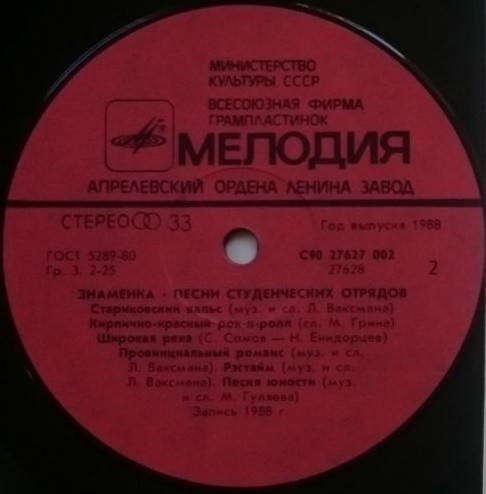 МИНИСТЕРСТВО
КУЛЬТУРЫ СССР
ВСЕСОЮЗНАЯ ФИРМА
ГРАМПЛАСТИНОК
МЕЛОДИЯ
АПРЕЛЕВСКИЙ ОРДЕНА ЛЕНИНА ЗАВОД
СТЕРЕО 33
Год выпуска 1988
ГОСТ 5289-80
С90 27627 002
Гр. 3. 2-25
27628
2
ЗНАМЕНКА • ПЕСНИ СТУДЕНЧЕСКИХ ОТРЯДОВ
Стариковский вальс (муз. и сл. Л. Ваксмана)
Кирпично-красный рок-н-ролл (сл. М. Грина)
Широкая река (С. Сомов — Н. Енидорцев)
Провинциальный романс (муз. и сл.
Л. Ваксмана). Рэгтайм (муз. и сл.
Л. Ваксмана). Песня юности (муз.
и сл. М. Гуляева)
Запись 1988 г.